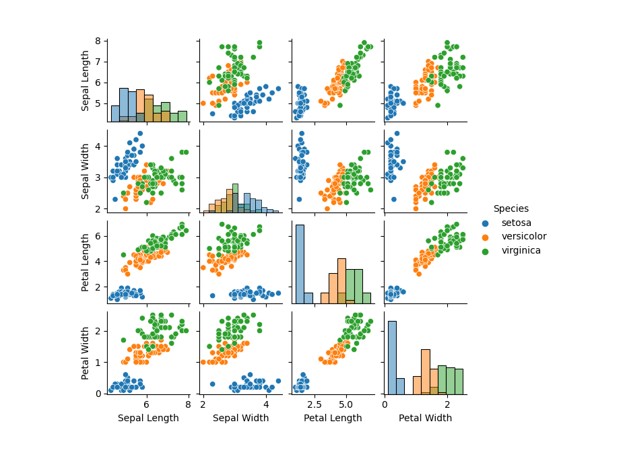 8
7
6
5
Sepal Length
4
3
2
Sepal Width
6
4
2
Petal Length
2
1
0
Petal Width
6 8
Sepal Length
2 4
Sepal Width
2.5 5.0
Petal Length
0 2
Petal Width
Species
setosa
versicolor
virginica